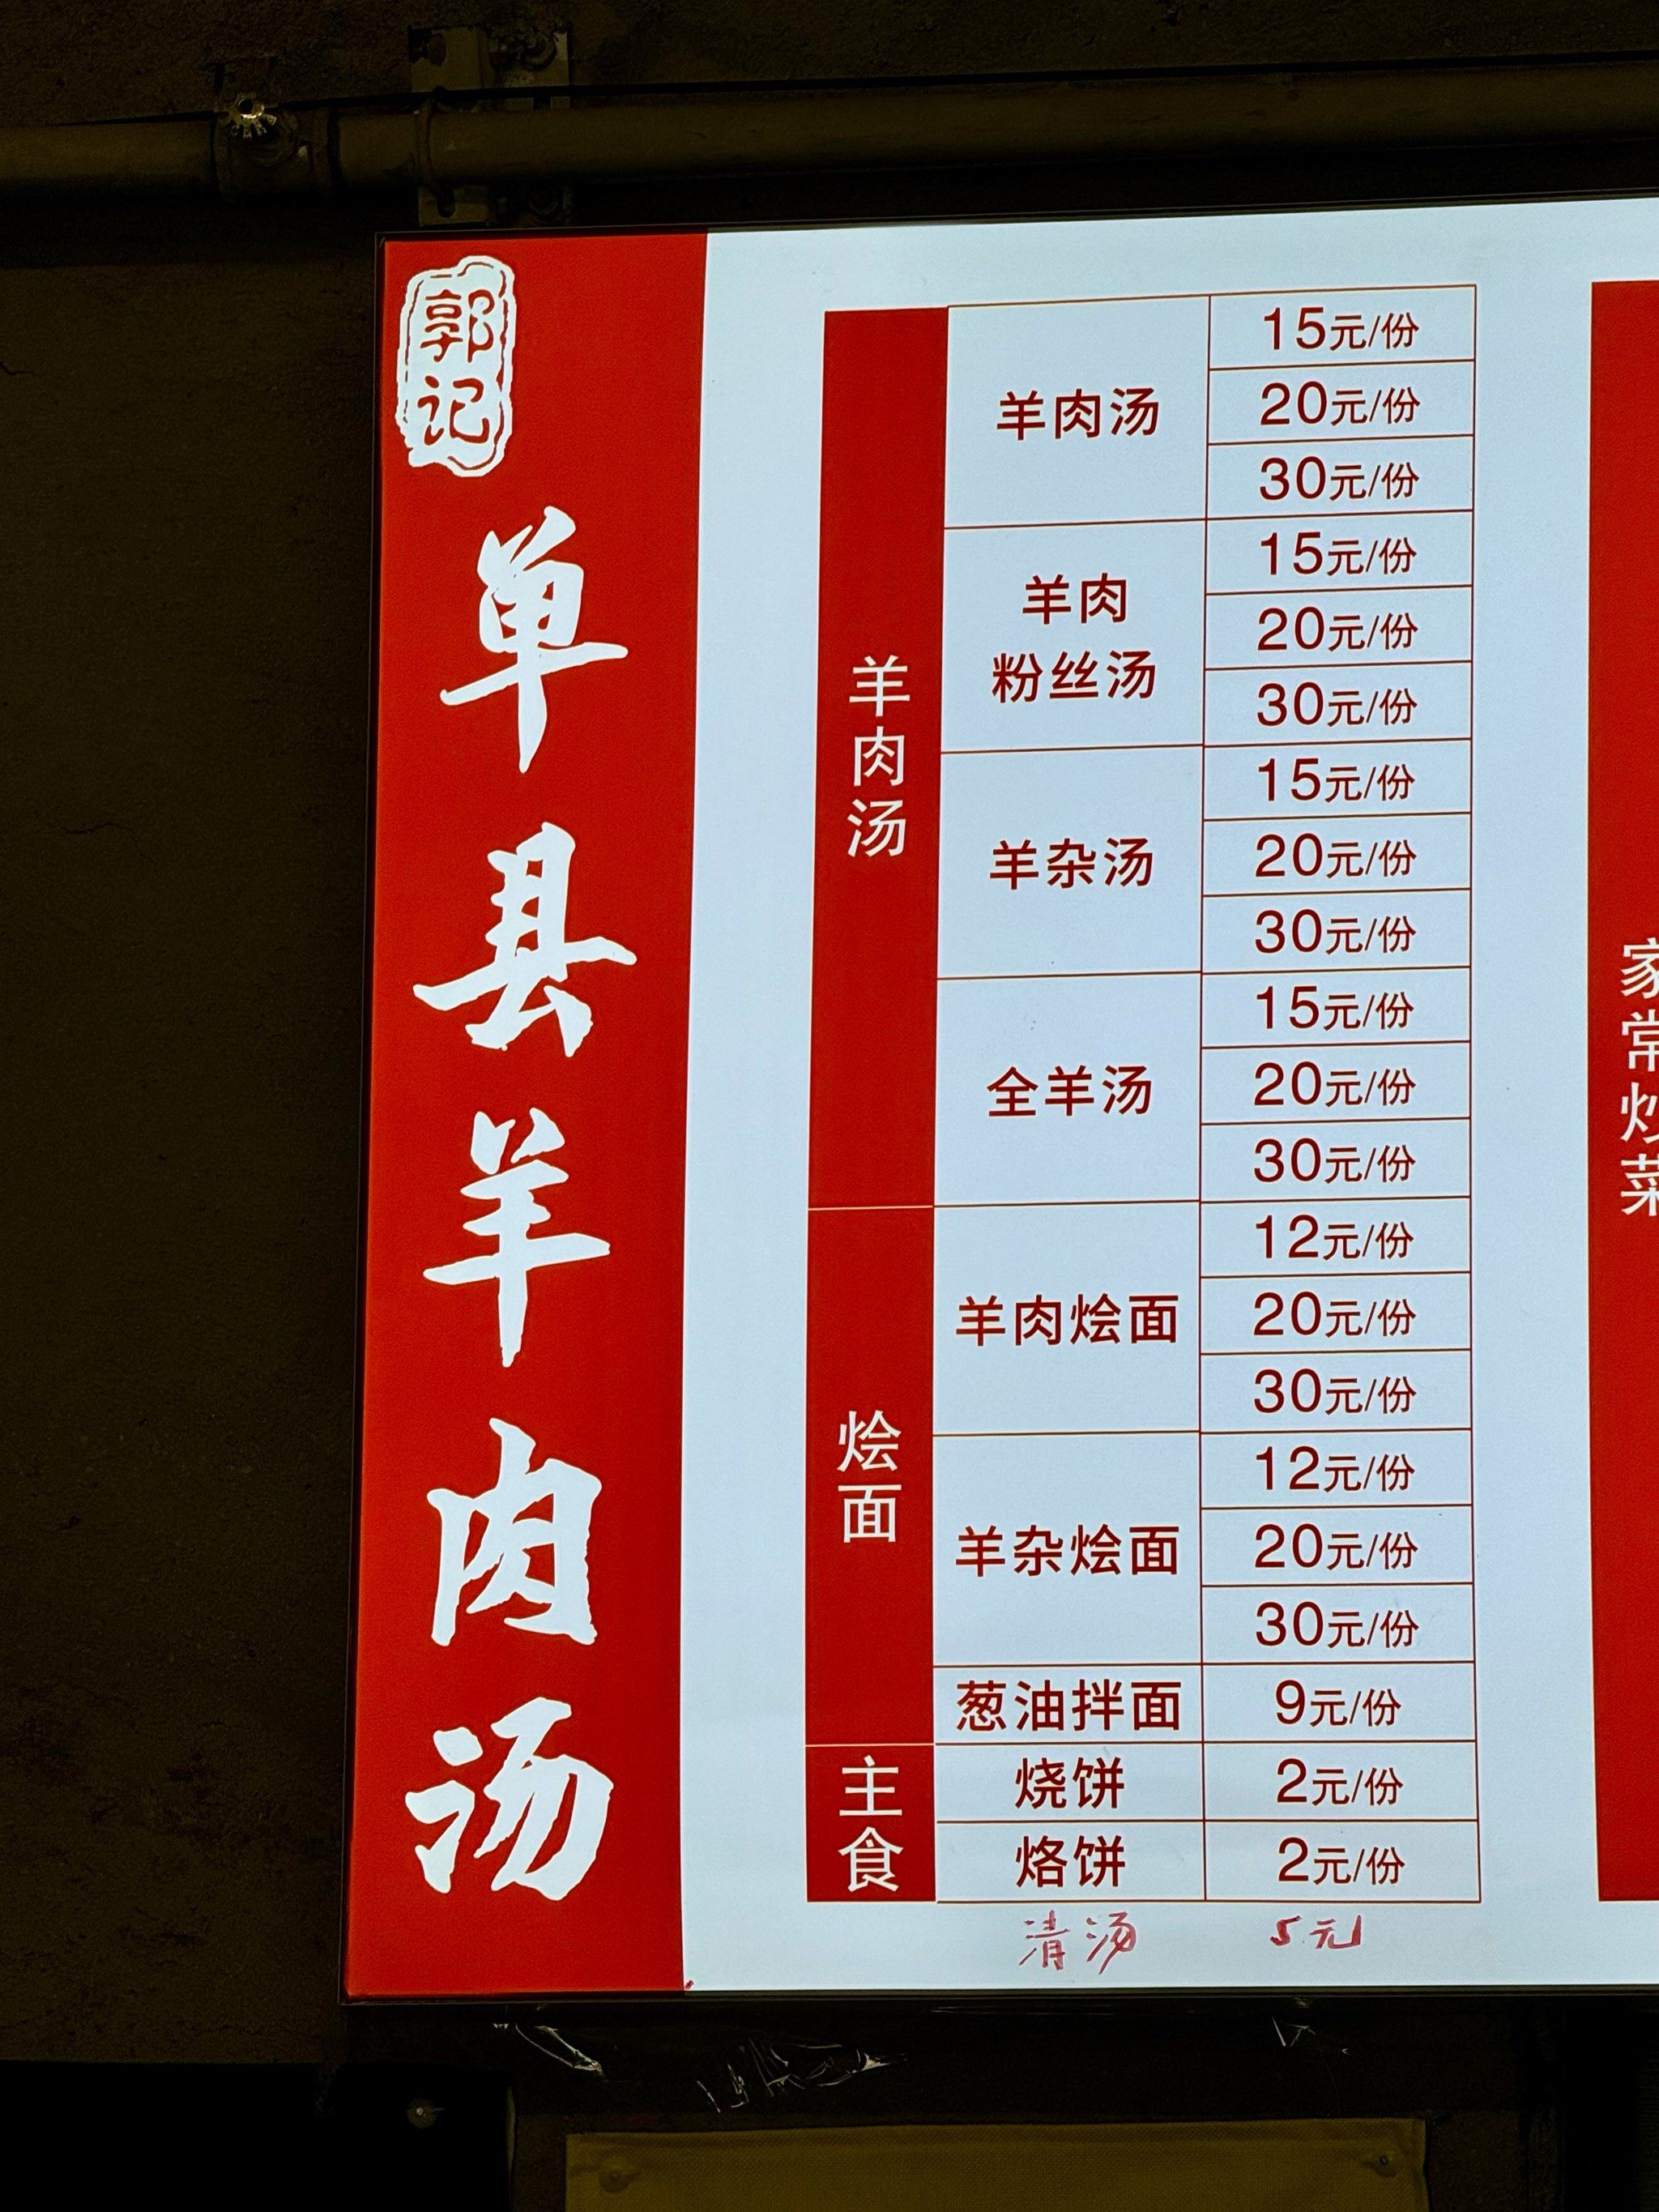 郭记
单县羊肉汤
羊肉汤
羊肉汤
15元/份
20元/份
30元/份
羊肉
粉丝汤
15元/份
20元/份
30元/份
羊杂汤
15元/份
20元/份
30元/份
全羊汤
15元/份
20元/份
30元/份
烩面
羊肉烩面
12元/份
20元/份
30元/份
羊杂烩面
12元/份
20元/份
30元/份
葱油拌面
9元/份
主食
烧饼
2元/份
烙饼
2元/份
清汤 5元
家常炒菜